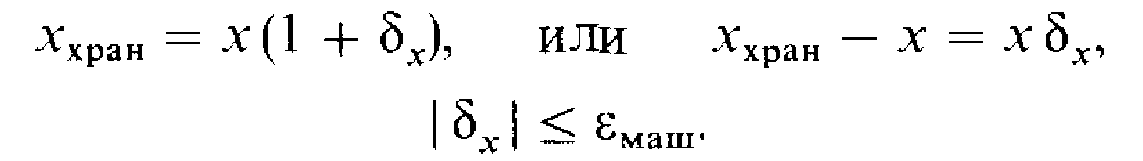 x_хран = x(1 + δ_x), или x_хран − x = x δ_x,
|δ_x| ≤ ε_маш.